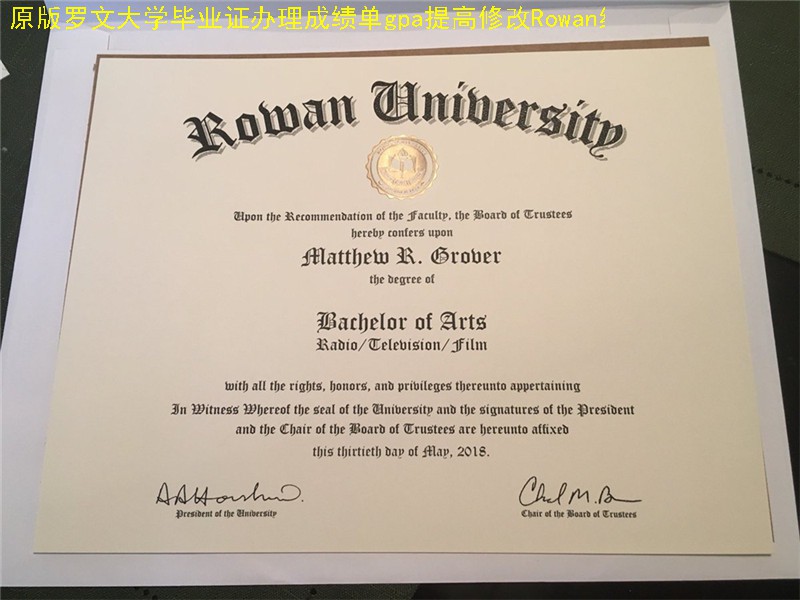 原版罗文大学毕业证办理成绩单gpa提高修改Rowan
Rowan University
Upon the Recommendation of the Faculty, the Board of Trustees
hereby confers upon
Matthew R. Grover
the degree of
Bachelor of Arts
Radio/Television/Film
with all the rights, honors, and privileges thereunto appertaining
In Witness Whereof the seal of the University and the signatures of the President
and the Chair of the Board of Trustees are hereunto affixed
this thirtieth day of May, 2018.
President of the University
Chair of the Board of Trustees